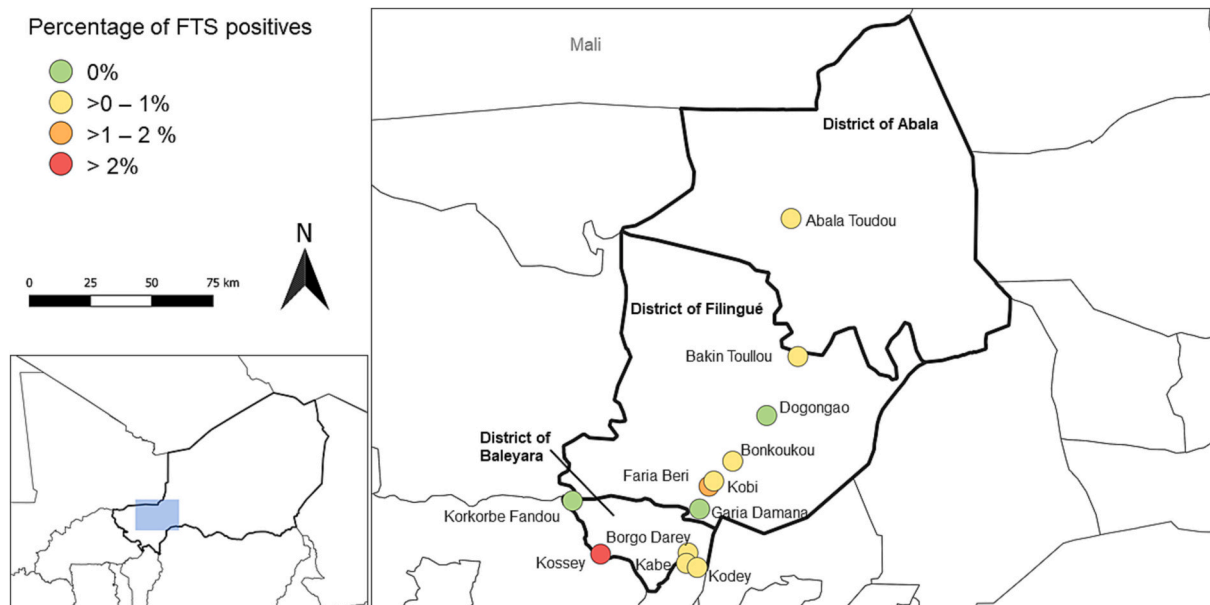 Percentage of FTS positives
0%
>0 – 1%
>1 – 2 %
> 2%
N
0 25 50 75 km
Mali
District of Abala
Abala Toudou
District of Filingué
Bakin Toullou
Dogongao
District of
Baleyara
Bonkoukou
Faria Beri
Kobi
Korkorbe Fandou
Garia Damana
Borgo Darey
Kossey
Kabe
Kodey